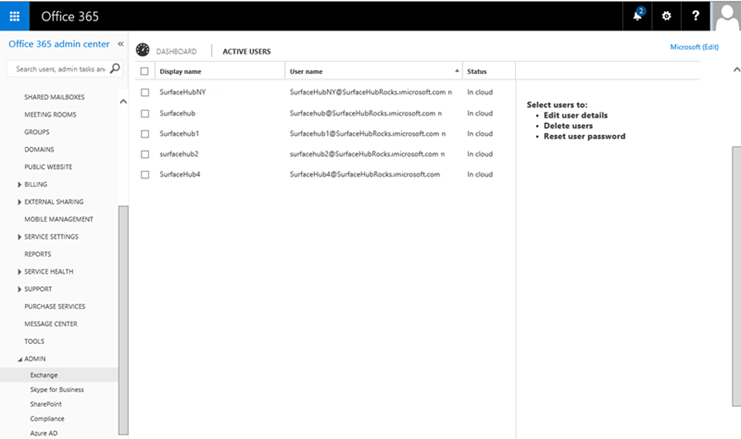 Office 365
2
?
Office 365 admin center «
Search users, admin tasks an
SHARED MAILBOXES
MEETING ROOMS
GROUPS
DOMAINS
PUBLIC WEBSITE
BILLING
EXTERNAL SHARING
MOBILE MANAGEMENT
SERVICE SETTINGS
REPORTS
SERVICE HEALTH
SUPPORT
PURCHASE SERVICES
MESSAGE CENTER
TOOLS
ADMIN
Exchange
Skype for Business
SharePoint
Compliance
Azure AD
DASHBOARD ACTIVE USERS
Microsoft (Edit)
Display name User name Status
SurfaceHubNY SurfaceHubNY@SurfaceHubRocks.ımicrosoft.com n In cloud
Surfacehub Surfacehub@SurfaceHubRocks.ımicrosoft.com n In cloud
Surfacehub1 Surfacehub1@SurfaceHubRocks.ımicrosoft.com n In cloud
surfacehub2 surfacehub2@SurfaceHubRocks.ımicrosoft.com n In cloud
SurfaceHub4 SurfaceHub4@SurfaceHubRocks.ımicrosoft.com In cloud
Select users to:
• Edit user details
• Delete users
• Reset user password